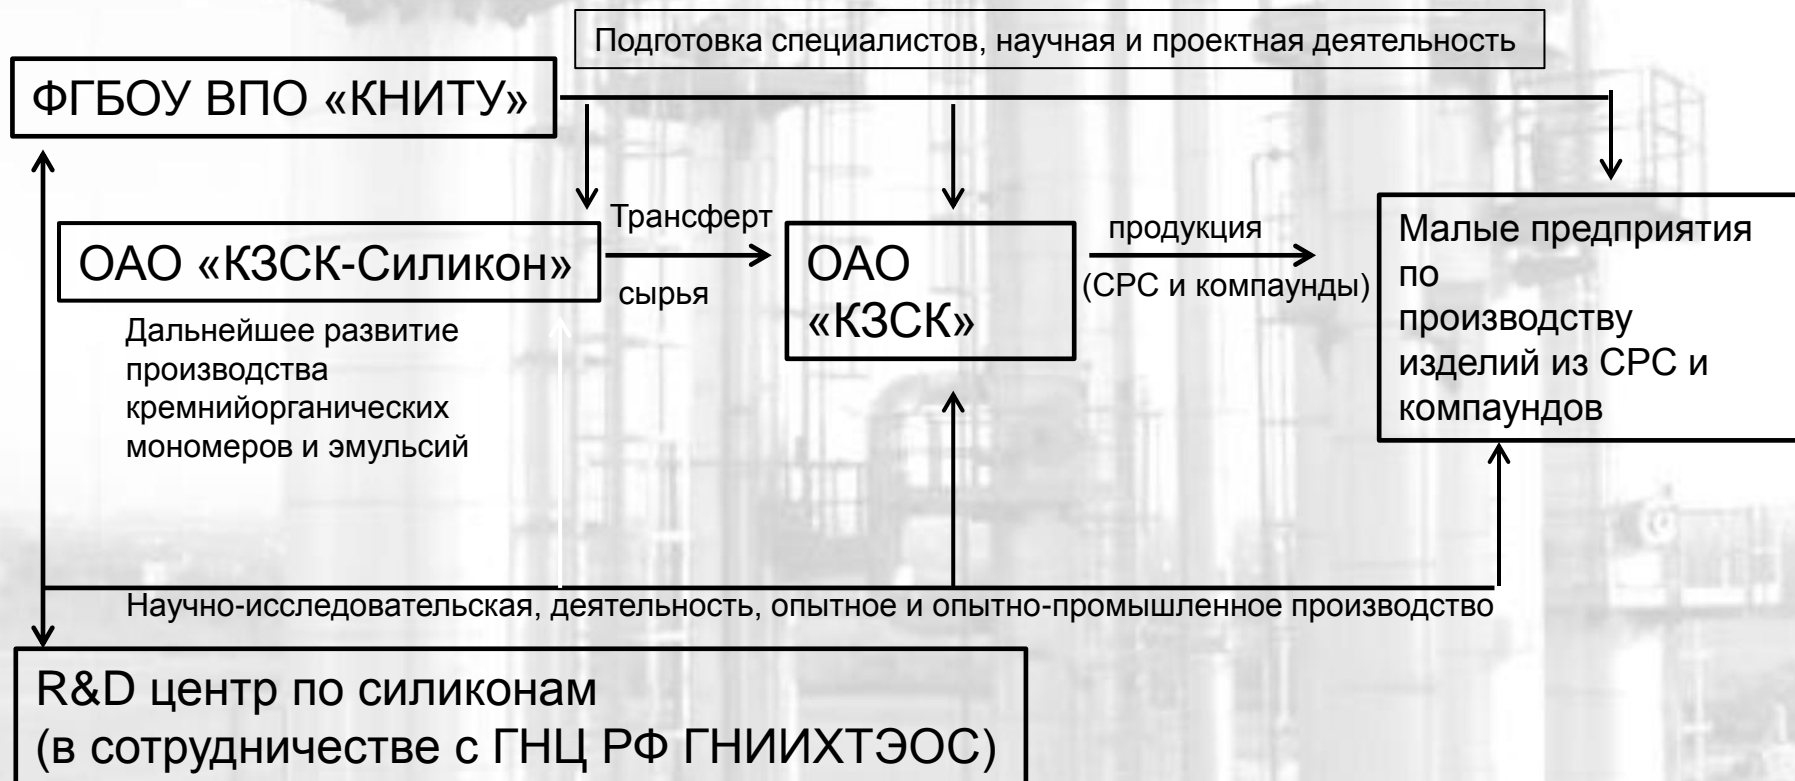 Подготовка специалистов, научная и проектная деятельность
ФГБОУ ВПО «КНИТУ»
ОАО «КЗСК-Силикон»
Трансферт
сырья
ОАО
«КЗСК»
продукция
(СРС и компаунды)
Малые предприятия
по
производству
изделий из СРС и
компаундов
Дальнейшее развитие
производства
кремнийорганических
мономеров и эмульсий
Научно-исследовательская, деятельность, опытное и опытно-промышленное производство
R&D центр по силиконам
(в сотрудничестве с ГНЦ РФ ГНИИХТЭОС)